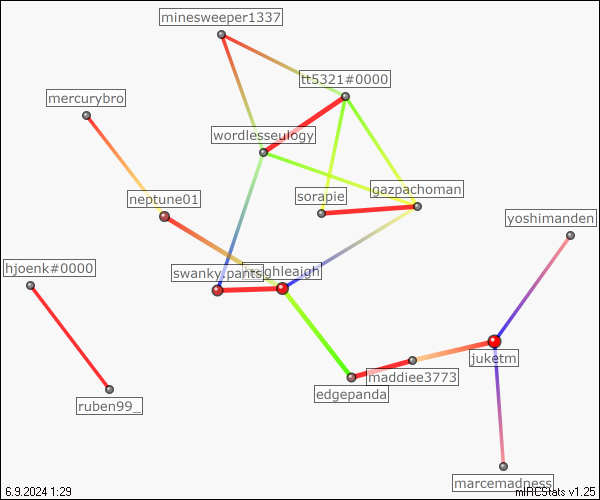 minesweeper1337
tt5321#0000
mercurybro
wordlesseulogy
gazpachoman
sorapie
neptune01
yoshimanden
hjoenk#0000
swanky.pants
juketm
maddiee3773
edgepanda
ruben99_
marcemadness
6.9.2024 1:29
mIRCStats v1.25